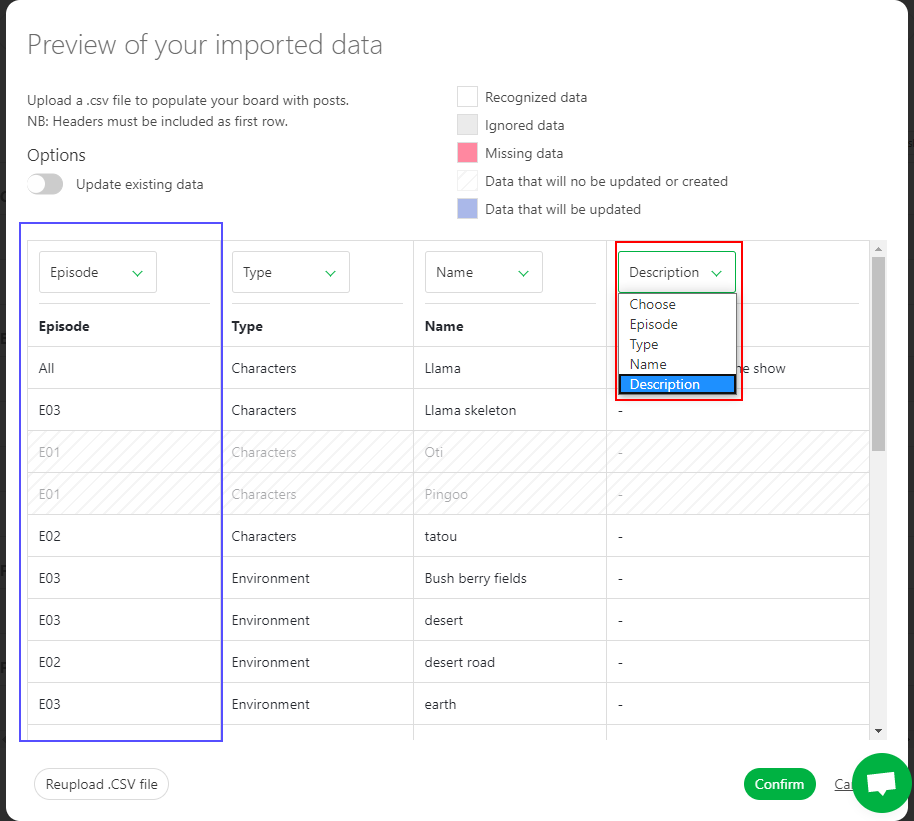 Preview of your imported data
Upload a .csv file to populate your board with posts.
NB: Headers must be included as first row.
Options
Update existing data
Recognized data
Ignored data
Missing data
Data that will no be updated or created
Data that will be updated
Episode Type Name Description
Choose
Episode
Type
Name
Description
Episode Type Name
All Characters Llama show
E03 Characters Llama skeleton -
E01 Characters Oti -
E01 Characters Pingoo -
E02 Characters tatou -
E03 Environment Bush berry fields -
E03 Environment desert -
E02 Environment desert road -
E03 Environment earth -
Reupload .CSV file
Confirm